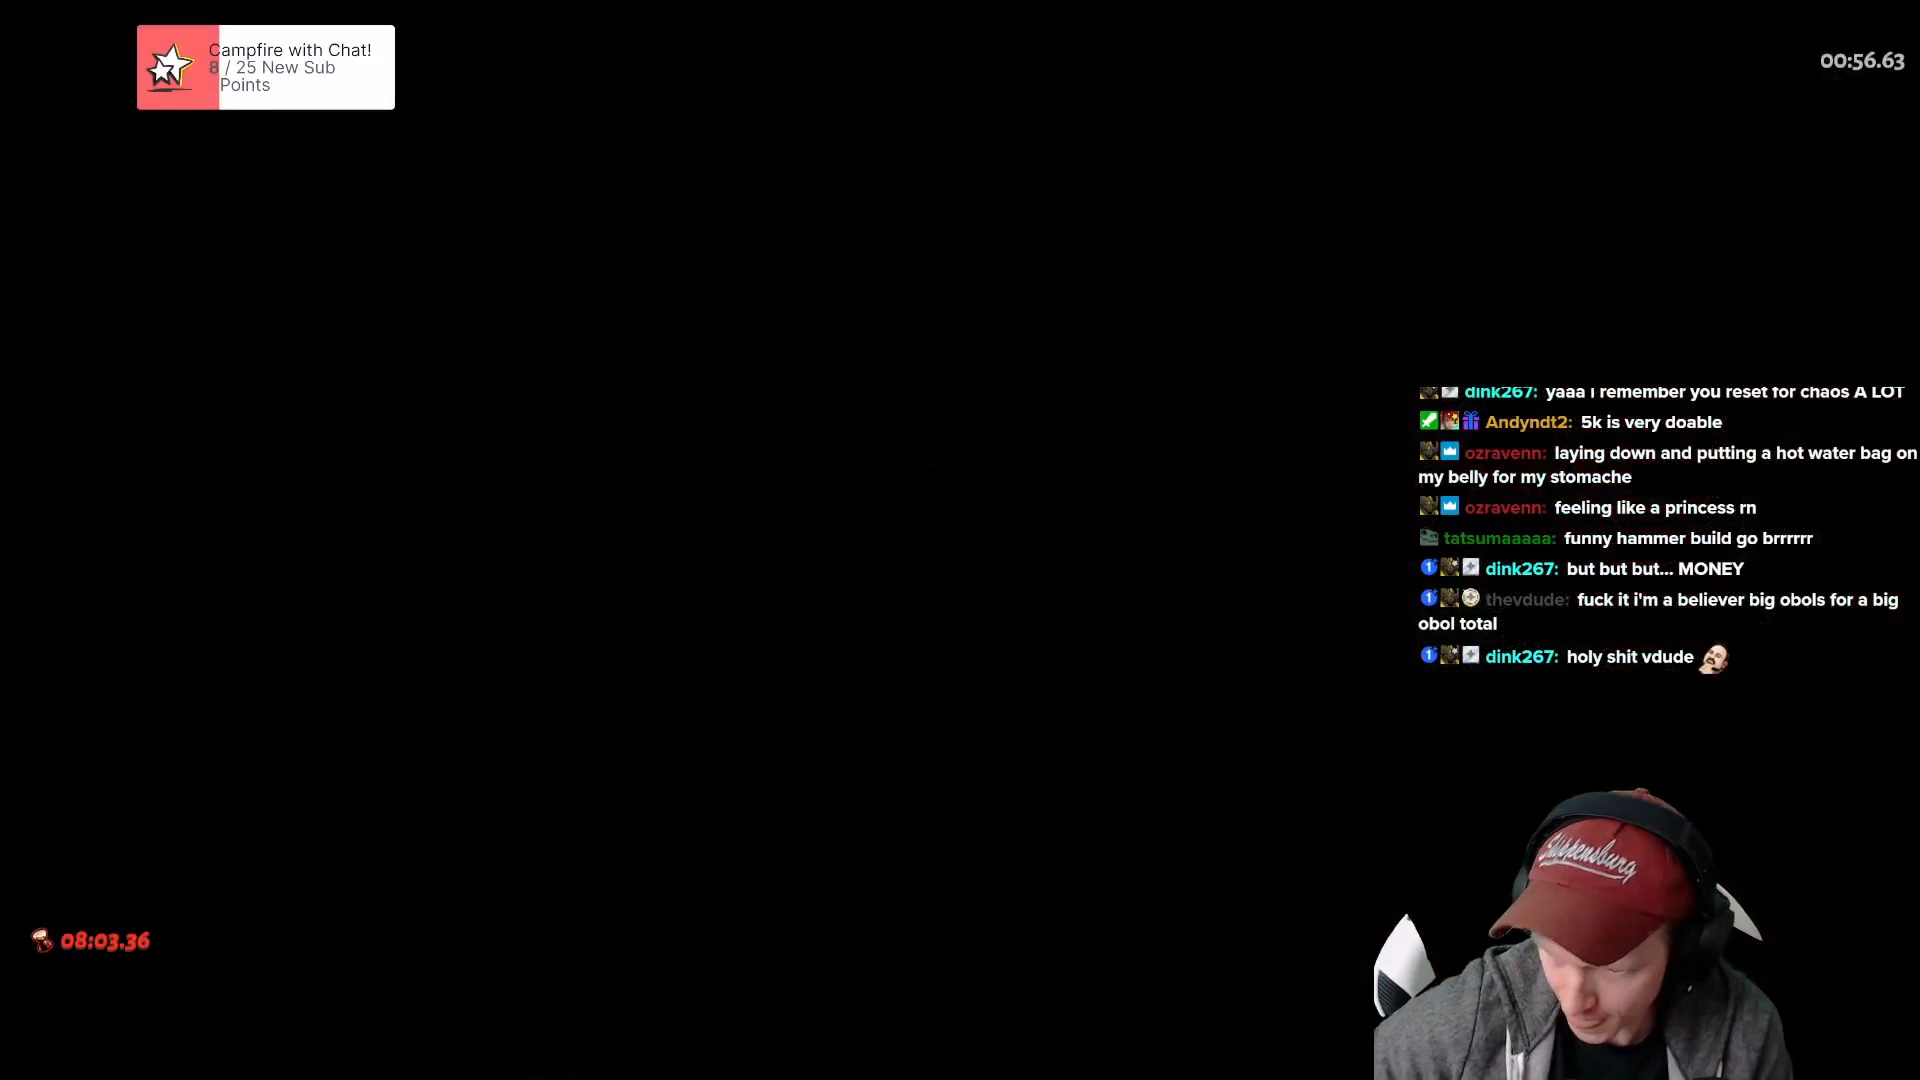 Campfire with Chat!
8 / 25 New Sub
Points
00:56.63
dink267: yaaa i remember you reset for chaos A LOT
Andyndt2: 5k is very doable
ozravenn: laying down and putting a hot water bag on
my belly for my stomache
ozravenn: feeling like a princess rn
tatsumaaaaa: funny hammer build go brrrrrr
dink267: but but but... MONEY
thevdude: fuck it i'm a believer big obols for a big
obol total
dink267: holy shit vdude
Shippensburg
08:03.36